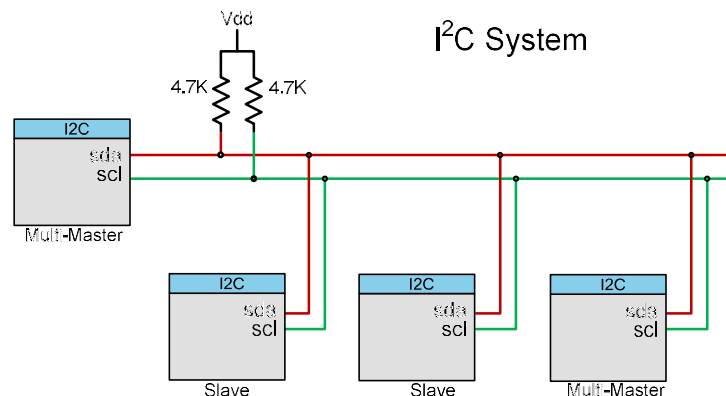 Vdd
I²C System
4.7K 4.7K
I2C
sda
scl
Multi-Master
I2C
sda
scl
Slave
I2C
sda
scl
Slave
I2C
sda
scl
Multi-Master